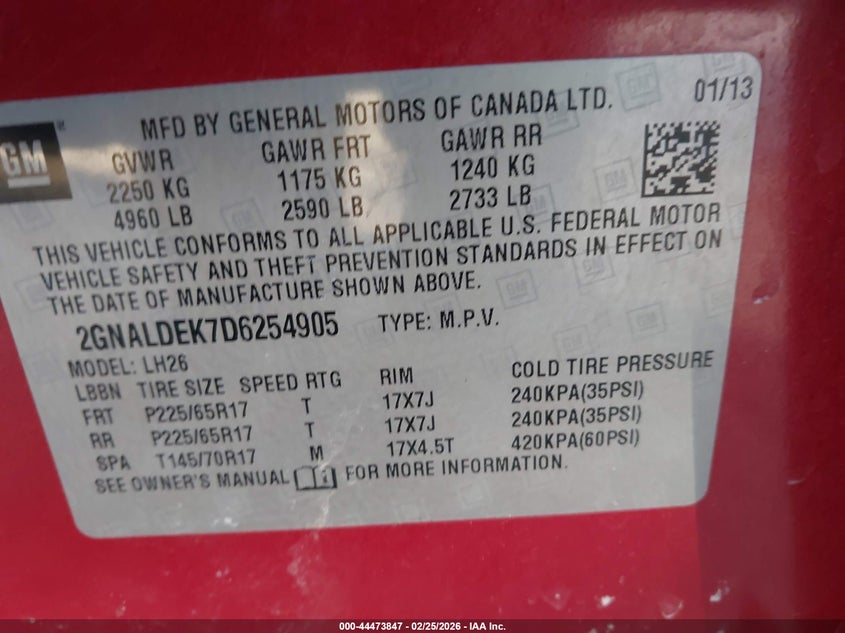 GM
MFD BY GENERAL MOTORS OF CANADA LTD. 01/13
GVWR GAWR FRT GAWR RR
2250 KG 1175 KG 1240 KG
4960 LB 2590 LB 2733 LB
THIS VEHICLE CONFORMS TO ALL APPLICABLE U.S. FEDERAL MOTOR
VEHICLE SAFETY AND THEFT PREVENTION STANDARDS IN EFFECT ON
THE DATE OF MANUFACTURE SHOWN ABOVE.
2GNALDEK7D6254905 TYPE: M.P.V.
MODEL: LH26
LBBN TIRE SIZE SPEED RTG RIM COLD TIRE PRESSURE
FRT P225/65R17 T 17X7J 240KPA(35PSI)
RR P225/65R17 T 17X7J 240KPA(35PSI)
SPA T145/70R17 M 17X4.5T 420KPA(60PSI)
SEE OWNER'S MANUAL FOR MORE INFORMATION.
000-44473847 - 02/25/2026 - IAA Inc.